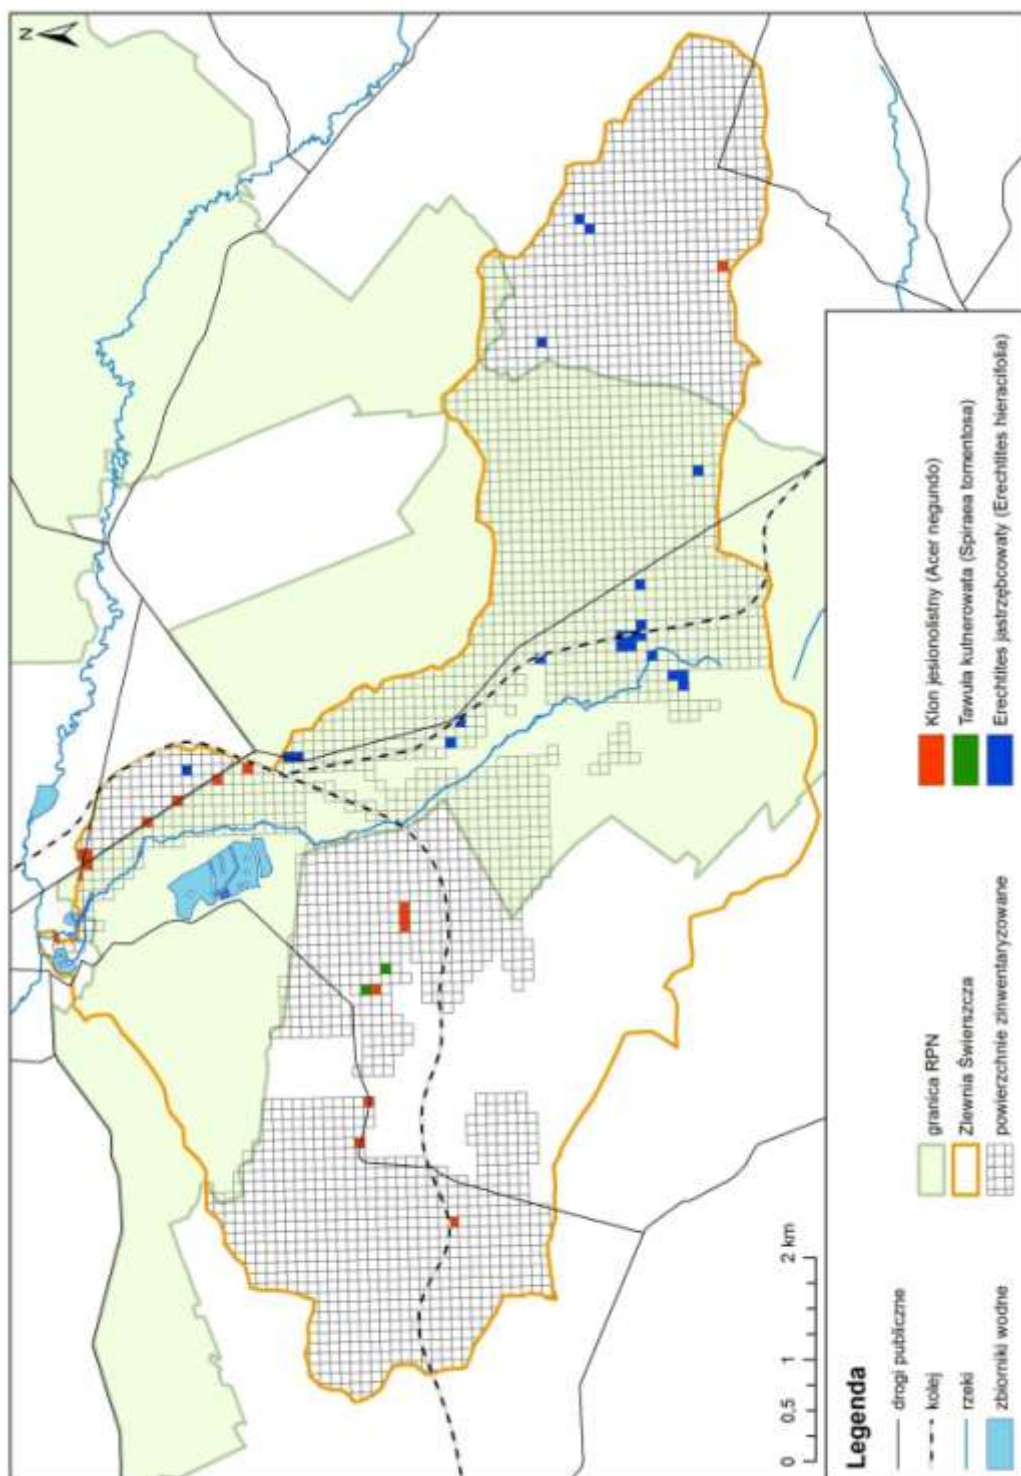 N
0 0,5 1 2 km
Legenda
drogi publiczne
kolej
rzeki
zbiorniki wodne
granica RPN
Zlewnia Świerszcza
powierzchnie zinwentaryzowane
Klon jesionolistny (Acer negundo)
Tawuła kutnerowata (Spiraea tomentosa)
Erechtites jastrzębcowaty (Erechtites hieracifolia)